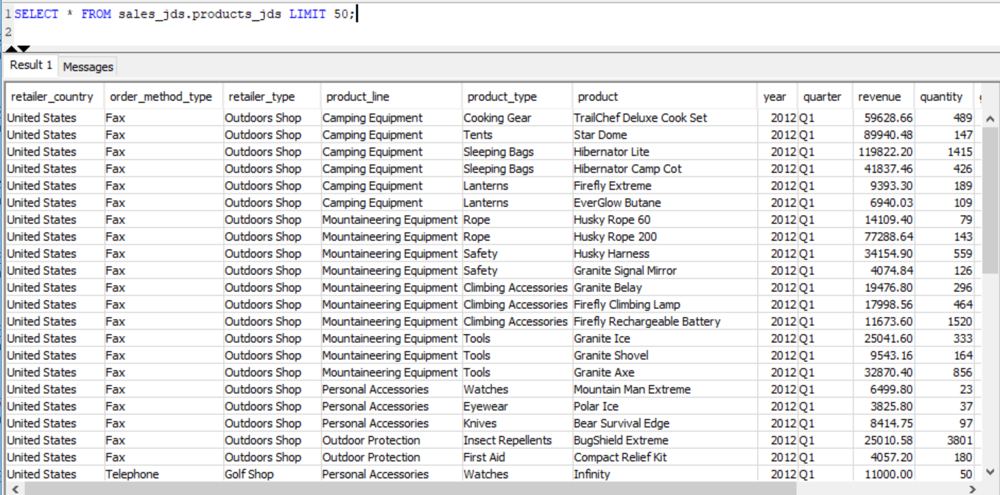 1 SELECT * FROM sales_jds.products_jds LIMIT 50;
2
Result 1 Messages
retailer_country order_method_type retailer_type product_line product_type product year quarter revenue quantity
United States Fax Outdoors Shop Camping Equipment Cooking Gear TrailChef Deluxe Cook Set 2012 Q1 59628.66 489
United States Fax Outdoors Shop Camping Equipment Tents Star Dome 2012 Q1 89940.48 147
United States Fax Outdoors Shop Camping Equipment Sleeping Bags Hibernator Lite 2012 Q1 119822.20 1415
United States Fax Outdoors Shop Camping Equipment Sleeping Bags Hibernator Camp Cot 2012 Q1 41837.46 426
United States Fax Outdoors Shop Camping Equipment Lanterns Firefly Extreme 2012 Q1 9393.30 189
United States Fax Outdoors Shop Camping Equipment Lanterns EverGlow Butane 2012 Q1 6940.03 109
United States Fax Outdoors Shop Mountaineering Equipment Rope Husky Rope 60 2012 Q1 14109.40 79
United States Fax Outdoors Shop Mountaineering Equipment Rope Husky Rope 200 2012 Q1 77288.64 143
United States Fax Outdoors Shop Mountaineering Equipment Safety Husky Harness 2012 Q1 34154.90 559
United States Fax Outdoors Shop Mountaineering Equipment Safety Granite Signal Mirror 2012 Q1 4074.84 126
United States Fax Outdoors Shop Mountaineering Equipment Climbing Accessories Granite Belay 2012 Q1 19476.80 296
United States Fax Outdoors Shop Mountaineering Equipment Climbing Accessories Firefly Climbing Lamp 2012 Q1 17998.56 464
United States Fax Outdoors Shop Mountaineering Equipment Climbing Accessories Firefly Rechargeable Battery 2012 Q1 11673.60 1520
United States Fax Outdoors Shop Mountaineering Equipment Tools Granite Ice 2012 Q1 25041.60 333
United States Fax Outdoors Shop Mountaineering Equipment Tools Granite Shovel 2012 Q1 9543.16 164
United States Fax Outdoors Shop Mountaineering Equipment Tools Granite Axe 2012 Q1 32870.40 856
United States Fax Outdoors Shop Personal Accessories Watches Mountain Man Extreme 2012 Q1 6499.80 23
United States Fax Outdoors Shop Personal Accessories Eyewear Polar Ice 2012 Q1 3825.80 37
United States Fax Outdoors Shop Personal Accessories Knives Bear Survival Edge 2012 Q1 8414.75 97
United States Fax Outdoors Shop Outdoor Protection Insect Repellents BugShield Extreme 2012 Q1 25010.58 3801
United States Fax Outdoors Shop Outdoor Protection First Aid Compact Relief Kit 2012 Q1 4057.20 180
United States Telephone Golf Shop Personal Accessories Watches Infinity 2012 Q1 11000.00 50